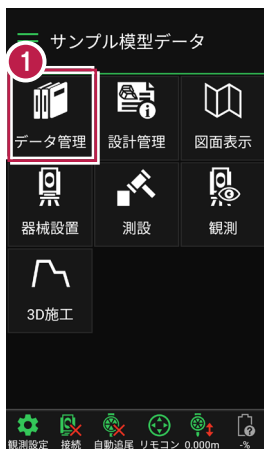 サンプル模型データ
1
データ管理 設計管理 図面表示
器械設置 測設 観測
3D施工
観測設定 接続 自動追尾 リモコン 0.000m -%